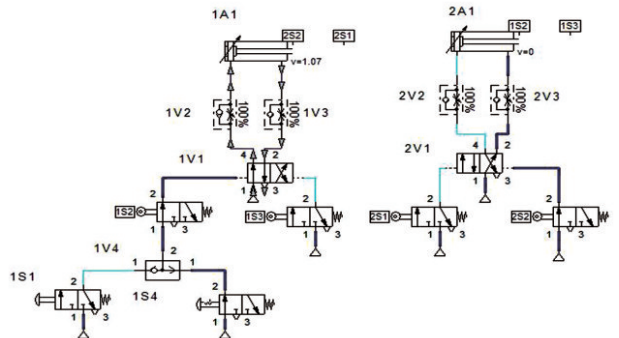 1A1 2A1
2S2 2S1 1S2 1S3
v=1.07 v=0
1V2 100% 100% 1V3 2V2 100% 100% 2V3
4 2 4 2
1V1 2V1
1 3 1 3
2 2 2 2
1S2 1S3 2S1 2S2
1 3 1 3 1 3 1 3
1V4
2
1 1
1S1 2 1S4 2
1 3 1 3